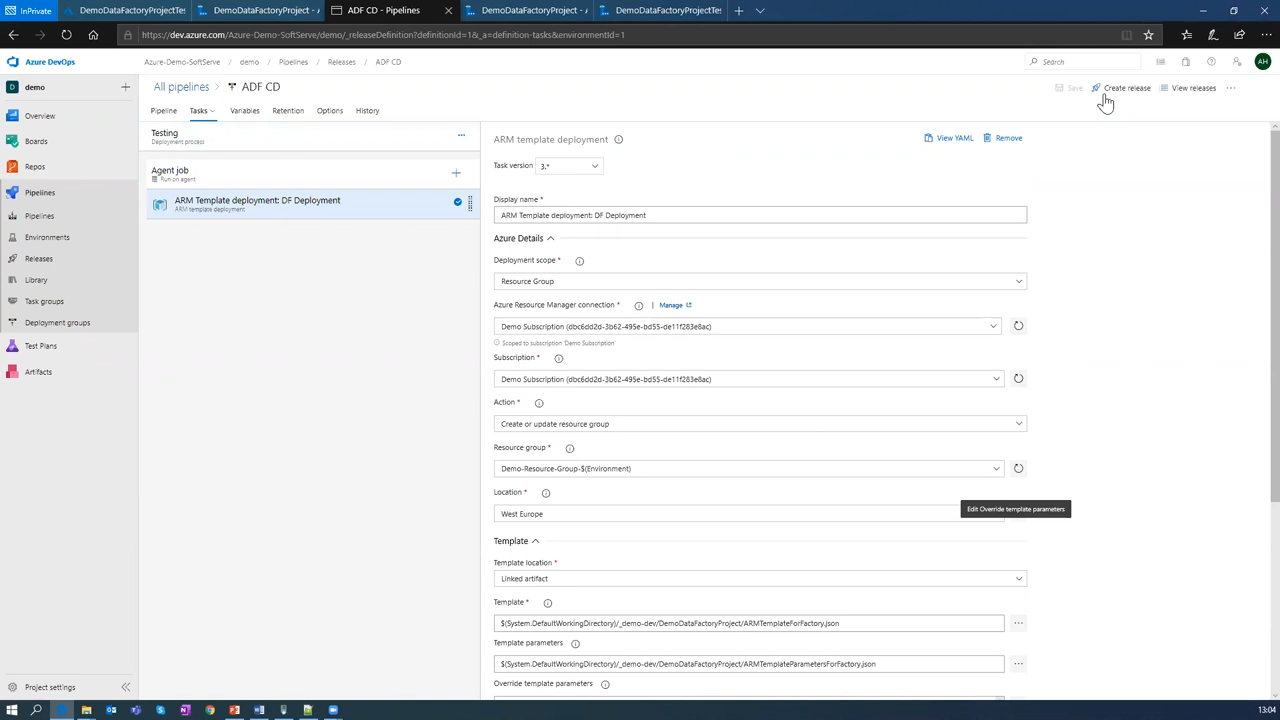 InPrivate
DemoDataFactoryProjectTes
DemoDataFactoryProject - A
ADF CD - Pipelines
DemoDataFactoryProject - A
DemoDataFactoryProjectTes
https://dev.azure.com/Azure-Demo-SoftServe/demo/_releaseDefinition?definitionId=1&_a=definition-tasks&environmentId=1
Azure DevOps
Azure-Demo-SoftServe
demo
Pipelines
Releases
ADF CD
Search
AH
D
demo
All pipelines
ADF CD
Save
Create release
View releases
Pipeline
Tasks
Variables
Retention
Options
History
Overview
Boards
Repos
Pipelines
Pipelines
Environments
Releases
Library
Task groups
Deployment groups
Test Plans
Artifacts
Project settings
Testing
Deployment process
Agent job
Run on agent
ARM Template deployment: DF Deployment
ARM template deployment
ARM template deployment
View YAML
Remove
Task version
3.*
Display name *
ARM Template deployment: DF Deployment
Azure Details
Deployment scope *
Resource Group
Azure Resource Manager connection *
| Manage
Demo Subscription (dbc6dd2d-3b62-495e-bd55-de11f283e8ac)
Scoped to subscription 'Demo Subscription'
Subscription *
Demo Subscription (dbc6dd2d-3b62-495e-bd55-de11f283e8ac)
Action *
Create or update resource group
Resource group *
Demo-Resource-Group-$(Environment)
Location *
West Europe
Edit Override template parameters
Template
Template location *
Linked artifact
Template *
$(System.DefaultWorkingDirectory)/_demo-dev/DemoDataFactoryProject/ARMTemplateForFactory.json
Template parameters
$(System.DefaultWorkingDirectory)/_demo-dev/DemoDataFactoryProject/ARMTemplateParametersForFactory.json
Override template parameters
13:04